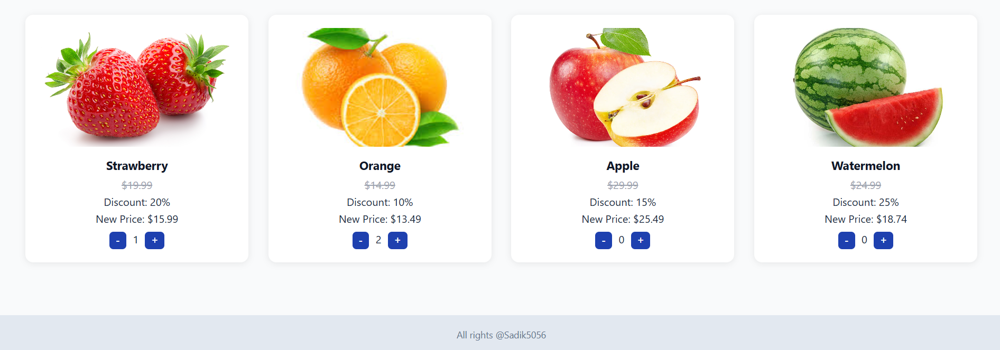 Strawberry
$19.99
Discount: 20%
New Price: $15.99
- 1 +
Orange
$14.99
Discount: 10%
New Price: $13.49
- 2 +
Apple
$29.99
Discount: 15%
New Price: $25.49
- 0 +
Watermelon
$24.99
Discount: 25%
New Price: $18.74
- 0 +
All rights @Sadik5056